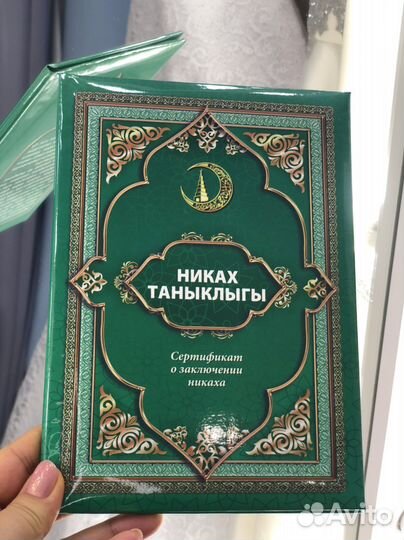 НИКАХ
ТАНЫКЛЫГЫ
Сертификат
о заключении
никаха
Avito